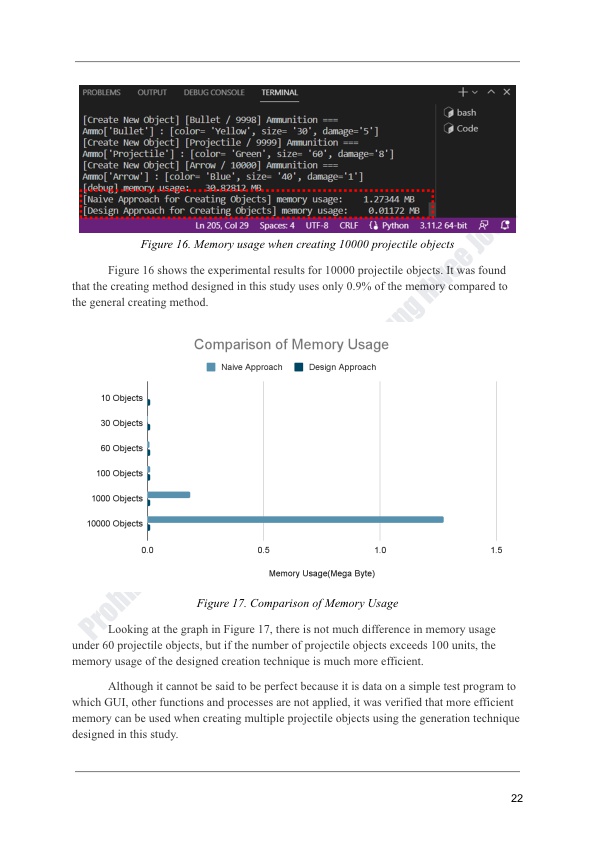 PROBLEMS OUTPUT DEBUG CONSOLE TERMINAL
bash
Code
[Create New Object] [Bullet / 9998] Ammunition ===
Ammo['Bullet'] : [color= 'Yellow', size= '30', damage='5']
[Create New Object] [Projectile / 9999] Ammunition ===
Ammo['Projectile'] : [color= 'Green', size= '60', damage='8']
[Create New Object] [Arrow / 10000] Ammunition ===
Ammo['Arrow'] : [color= 'Blue', size= '40', damage='1']
[debug] memory usage: 30.82812 MB
[Naive Approach for Creating Objects] memory usage: 1.27344 MB
[Design Approach for Creating Objects] memory usage: 0.01172 MB
Ln 205, Col 29 Spaces: 4 UTF-8 CRLF Python 3.11.2 64-bit
Figure 16. Memory usage when creating 10000 projectile objects
Figure 16 shows the experimental results for 10000 projectile objects. It was found
that the creating method designed in this study uses only 0.9% of the memory compared to
the general creating method.
Comparison of Memory Usage
Naive Approach Design Approach
10 Objects
30 Objects
60 Objects
100 Objects
1000 Objects
10000 Objects
0.0 0.5 1.0 1.5
Memory Usage(Mega Byte)
Figure 17. Comparison of Memory Usage
Looking at the graph in Figure 17, there is not much difference in memory usage
under 60 projectile objects, but if the number of projectile objects exceeds 100 units, the
memory usage of the designed creation technique is much more efficient.
Although it cannot be said to be perfect because it is data on a simple test program to
which GUI, other functions and processes are not applied, it was verified that more efficient
memory can be used when creating multiple projectile objects using the generation technique
designed in this study.
22